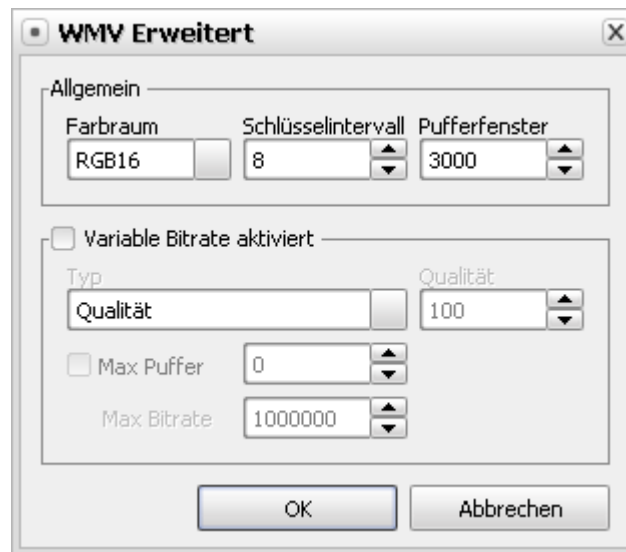 WMV Erweitert
Allgemein
Farbraum Schlüsselintervall Pufferfenster
RGB16 8 3000
Variable Bitrate aktiviert
Typ Qualität
Qualität 100
Max Puffer 0
Max Bitrate 1000000
OK Abbrechen